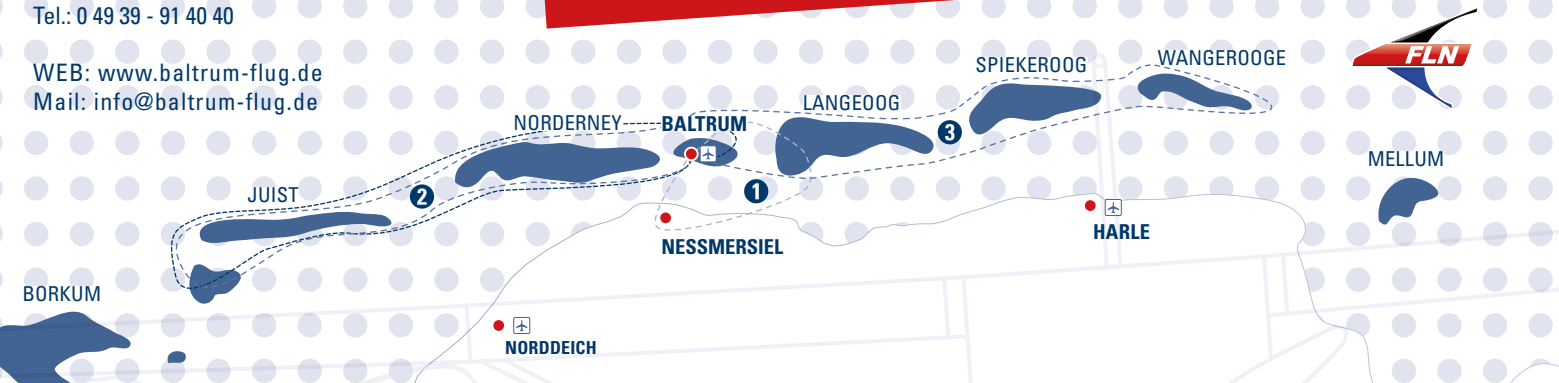 Tel.: 0 49 39 - 91 40 40
WEB: www.baltrum-flug.de
Mail: info@baltrum-flug.de
FLN
WANGEROOGE
SPIEKEROOG
LANGEOOG
NORDERNEY
BALTRUM
3
MELLUM
JUIST
2
1
HARLE
NESSMERSIEL
BORKUM
NORDDEICH